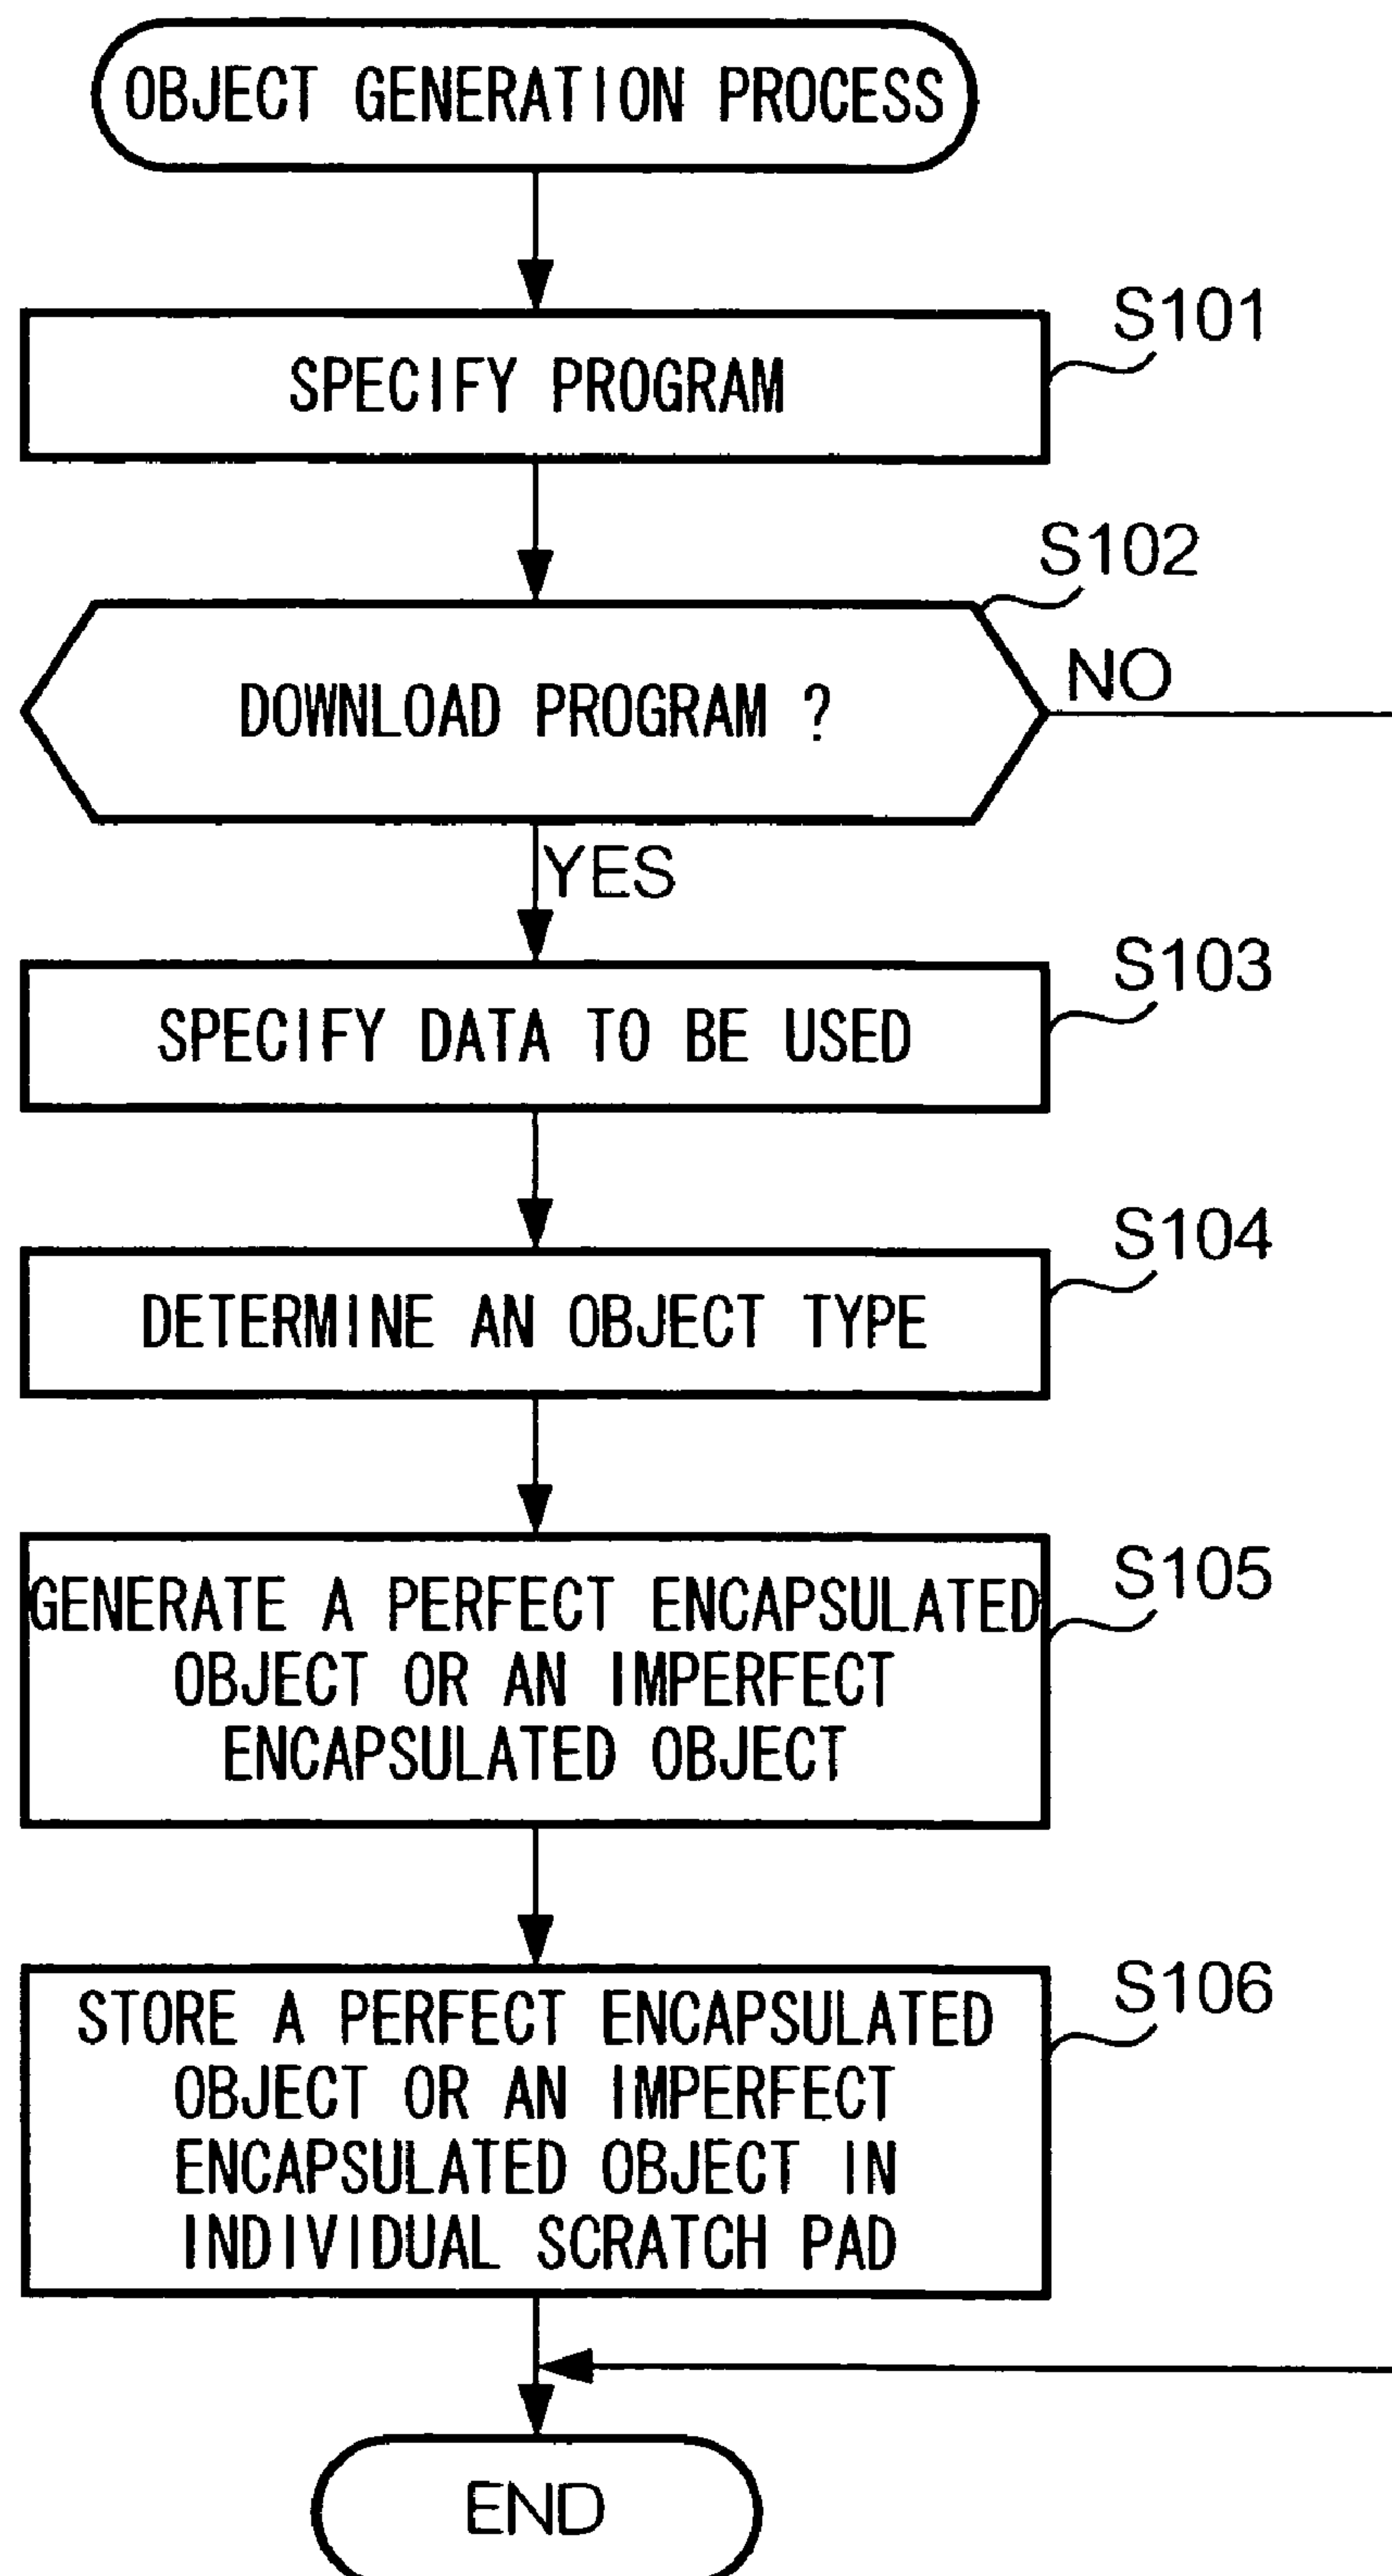 OBJECT GENERATION PROCESS
S101
SPECIFY PROGRAM
S102
DOWNLOAD PROGRAM ?
NO
YES
S103
SPECIFY DATA TO BE USED
S104
DETERMINE AN OBJECT TYPE
S105
GENERATE A PERFECT ENCAPSULATED
OBJECT OR AN IMPERFECT
ENCAPSULATED OBJECT
S106
STORE A PERFECT ENCAPSULATED
OBJECT OR AN IMPERFECT
ENCAPSULATED OBJECT IN
INDIVIDUAL SCRATCH PAD
END